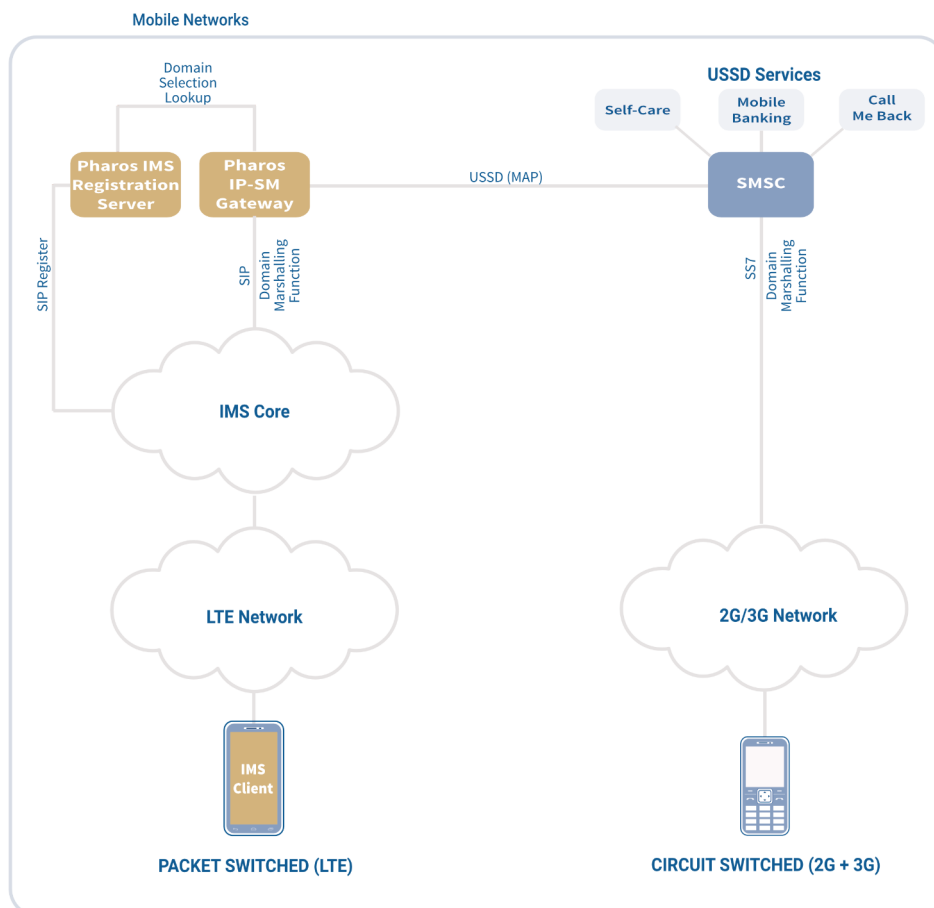 Mobile Networks
Domain
Selection
Lookup
USSD Services
Self-Care
Mobile
Banking
Call
Me Back
Pharos IMS
Registration
Server
Pharos
IP-SM
Gateway
USSD (MAP)
SMSC
SIP Register
SIP
Domain
Marshalling
Function
SS7
Domain
Marshalling
Function
IMS Core
LTE Network
2G/3G Network
IMS
Client
PACKET SWITCHED (LTE)
CIRCUIT SWITCHED (2G + 3G)